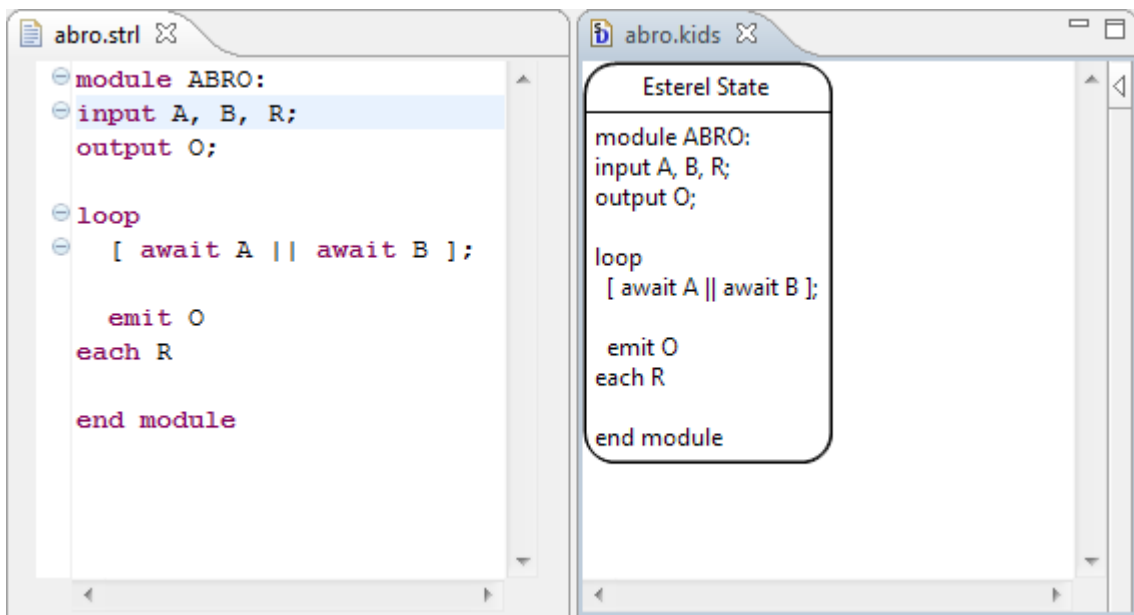 abro.strl
module ABRO:
input A, B, R;
output O;
loop
[ await A || await B ];
emit O
each R
end module
abro.kids
Esterel State
module ABRO:
input A, B, R;
output O;
loop
[ await A || await B ];
emit O
each R
end module